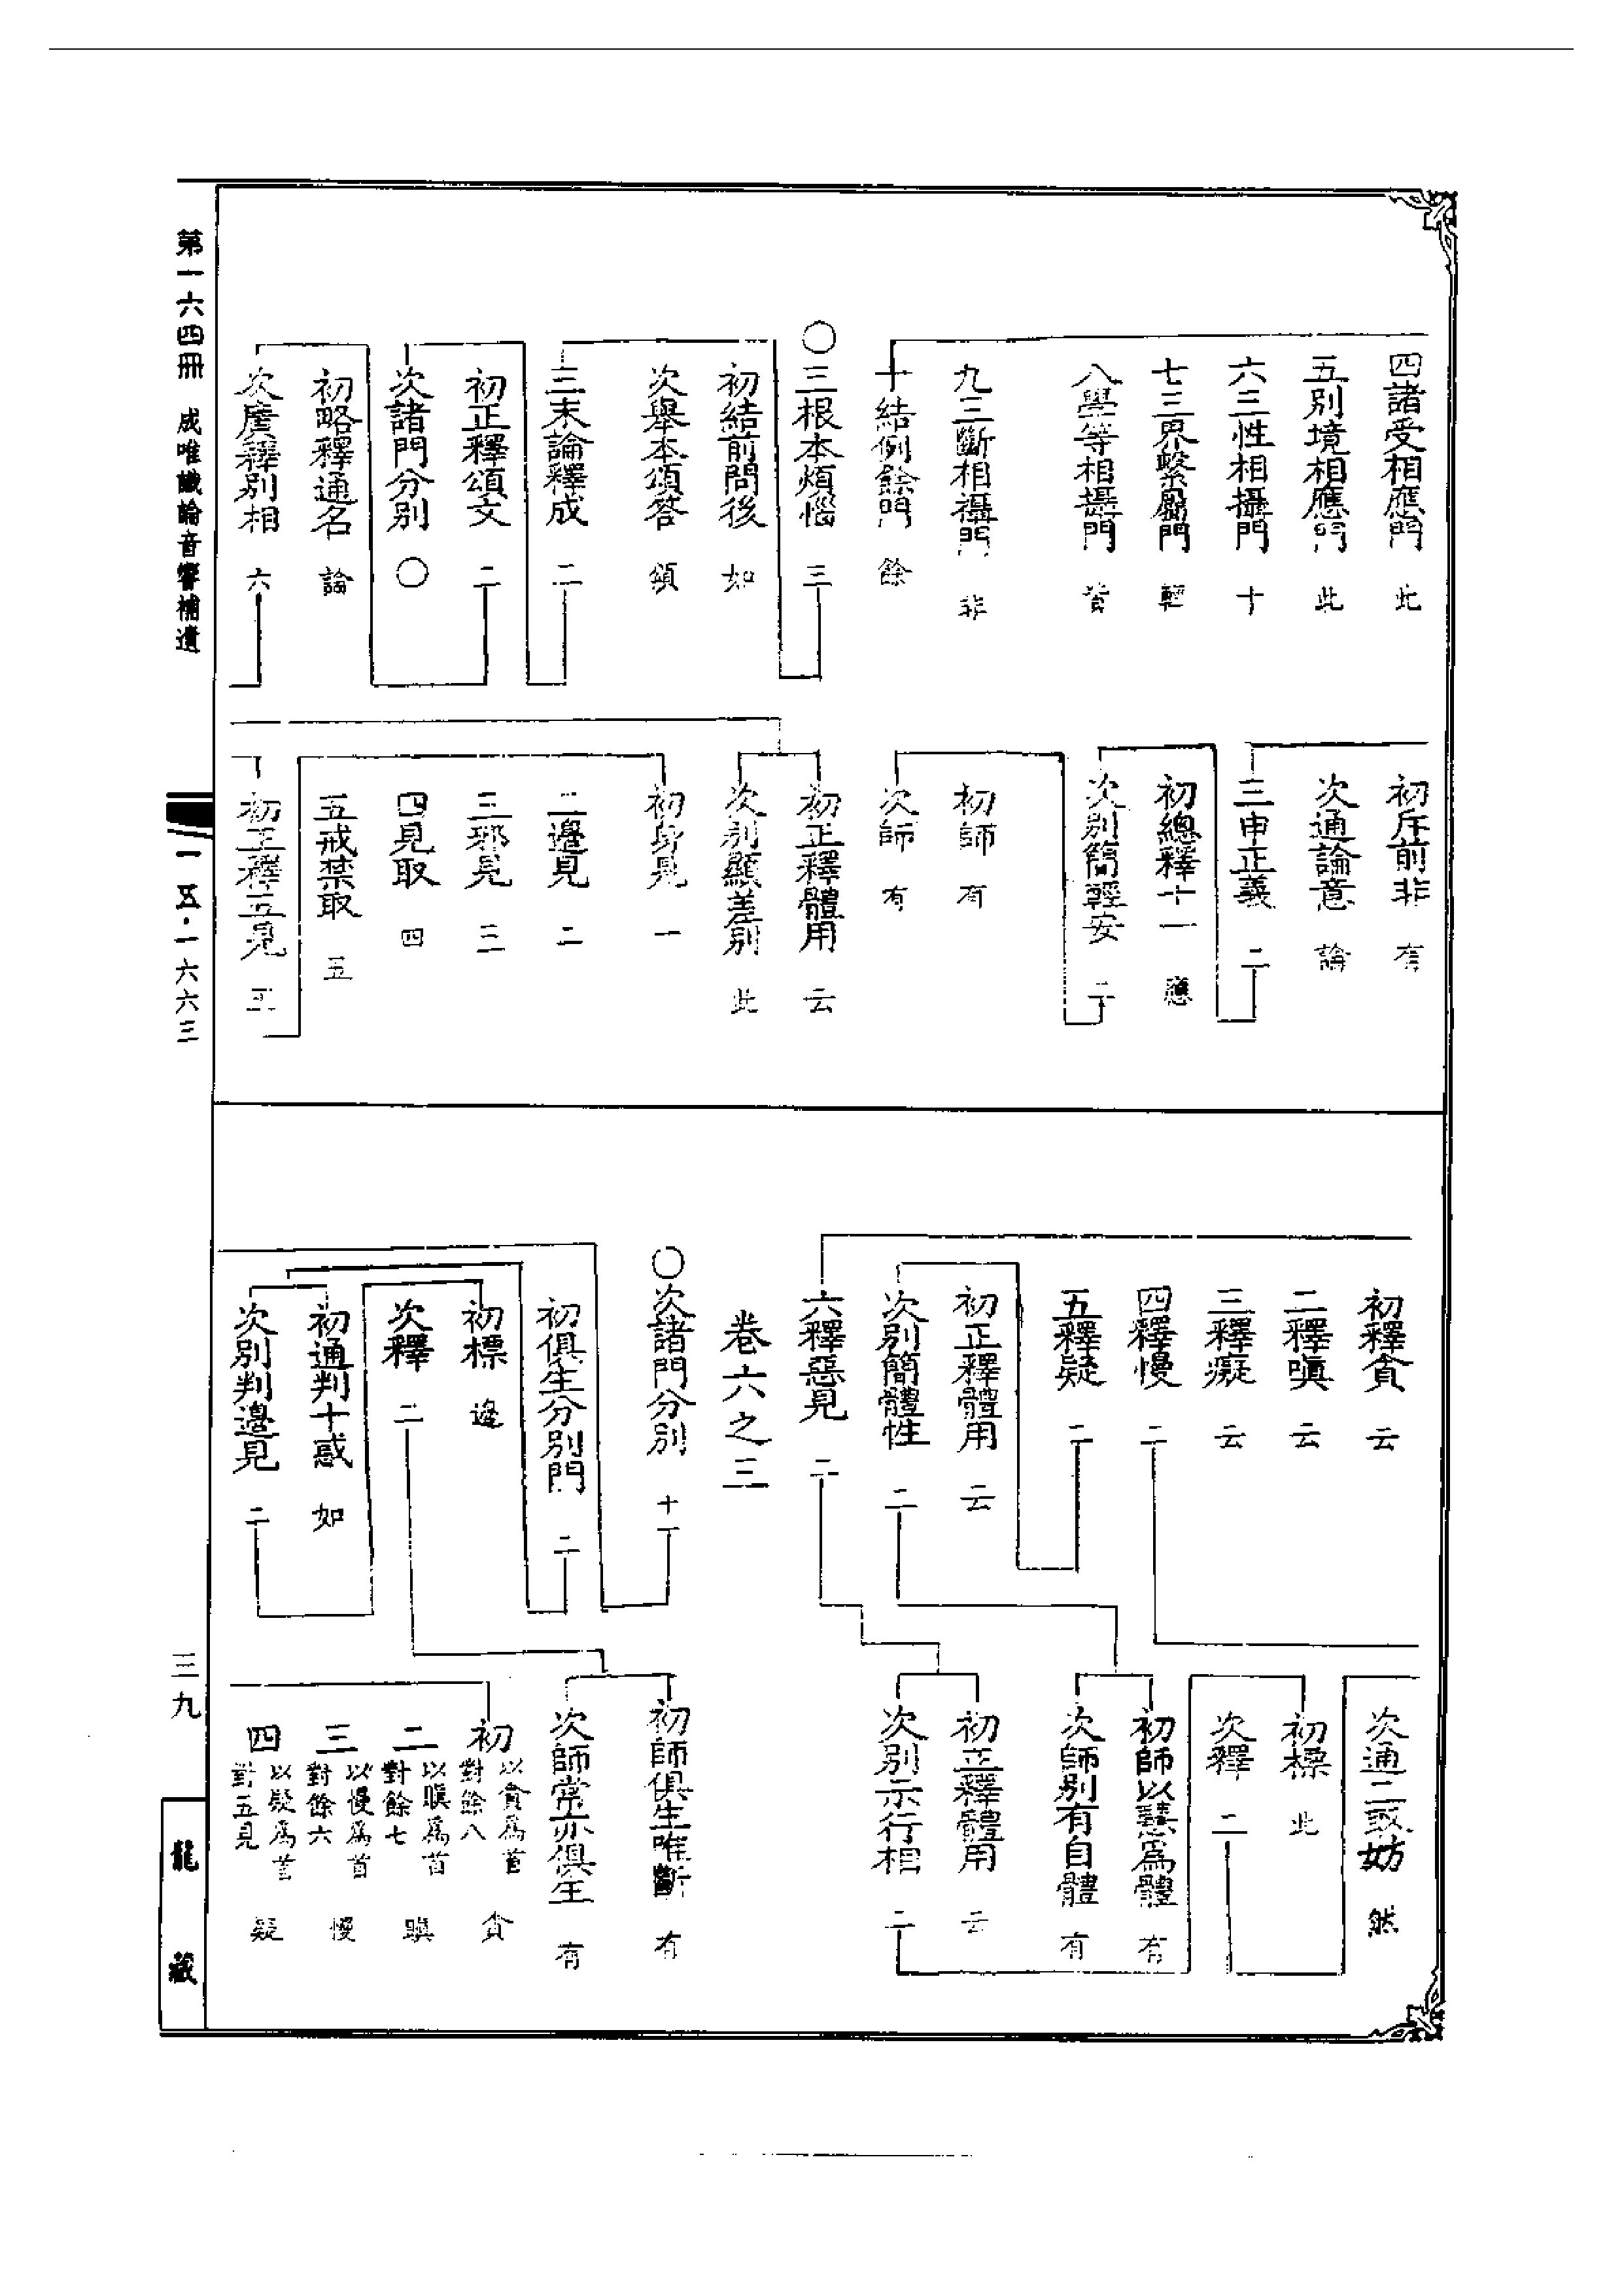 四諸受相應門 此
五別境相應門 此
六三性相攝門 十
七三界繫屬門 輕
八學等相攝門 皆
九三斷相攝門 非
十結例餘門 餘
〇三根本煩惱 三
初結前問後 如
次舉本頌答 頌
三末論釋成 二
初正釋頌文 二
次諸門分別 〇
初略釋通名 論
次廣釋別相 六
初斥前非 有
次通論意 論
三申正義 二
初總釋十一 應
次別簡輕安 二
初師 有
次師 有
初正釋體用 云
次別顯差別 此
初身見 一
二邊見 二
三邪見 三
四見取 四
五戒禁取 五
初正釋五見 五
初釋貪 云
二釋嗔 云
三釋癡 云
四釋慢 二
五釋疑 二
初正釋體用 云
次別簡體性 二
六釋惡見 二
卷六之三
〇次諸門分別 十一
初俱生分別門 二
初標 邊
次釋 二
初通判十惑 如
次別判邊見 二
次通二 妨 然
初標 此
次釋 二
初師以慧為體 有
次師別有自體 有
初正釋體用 云
次別示行相 二
初師俱生唯斷 有
次師常亦俱生 有
初 以貪為首 對餘八 貪
二 以嗔為首 對餘七 嗔
三 以慢為首 對餘六 慢
四 以疑為首 對五見 疑
第一六四冊 成唯識論音響補遺
一五·一六六三
三九
龍藏